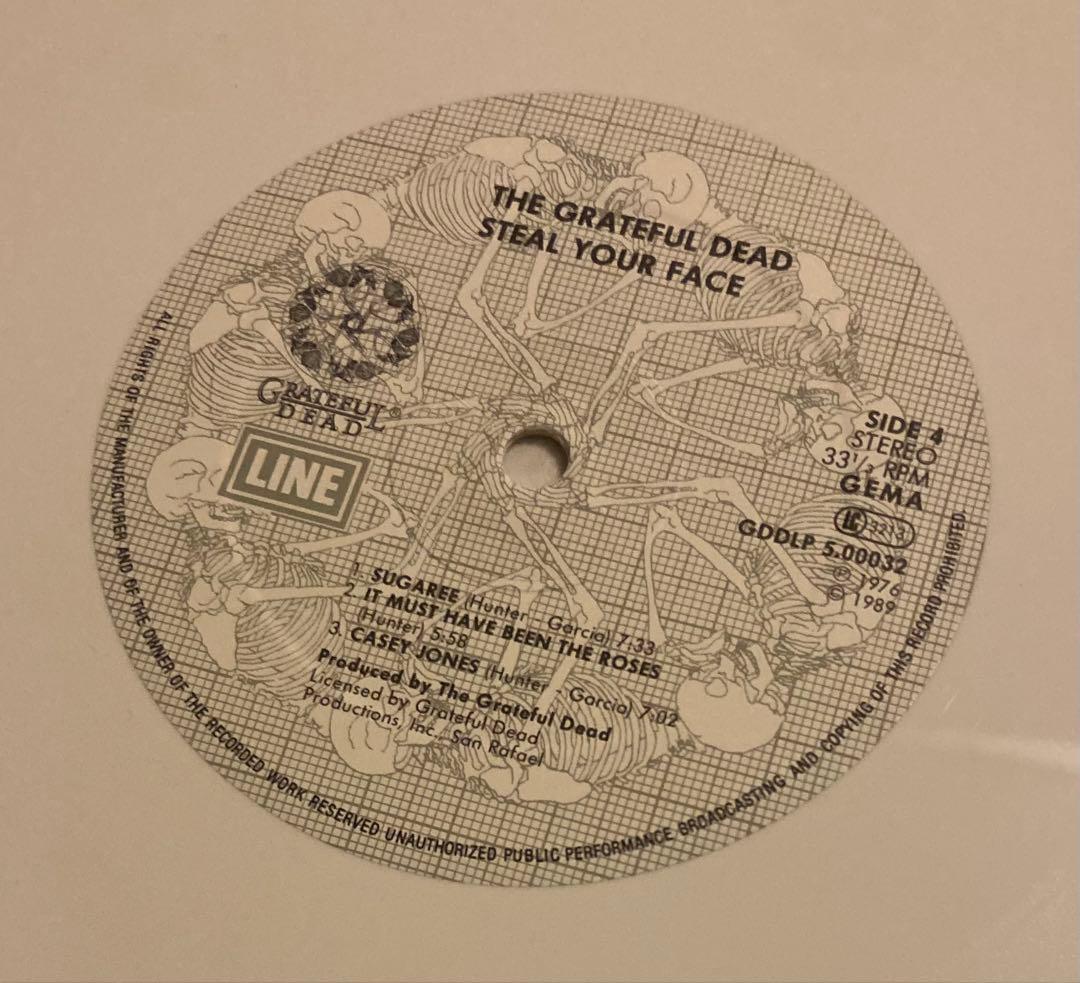 THE GRATEFUL DEAD
STEAL YOUR FACE
GRATEFUL®
DEAD
LINE
SIDE 4
STEREO
33⅓ RPM
GEMA
LC 3213
GDDLP 5.00032
℗ 1976
© 1989
1. SUGAREE (Hunter - Garcia) 7:33
2. IT MUST HAVE BEEN THE ROSES
(Hunter) 5:58
3. CASEY JONES (Hunter - Garcia) 7:02
Produced by The Grateful Dead
Licensed by Grateful Dead
Productions, Inc., San Rafael
ALL RIGHTS OF THE MANUFACTURER AND OF THE OWNER OF THE RECORDED WORK RESERVED UNAUTHORIZED PUBLIC PERFORMANCE BROADCASTING AND COPYING OF THIS RECORD PROHIBITED